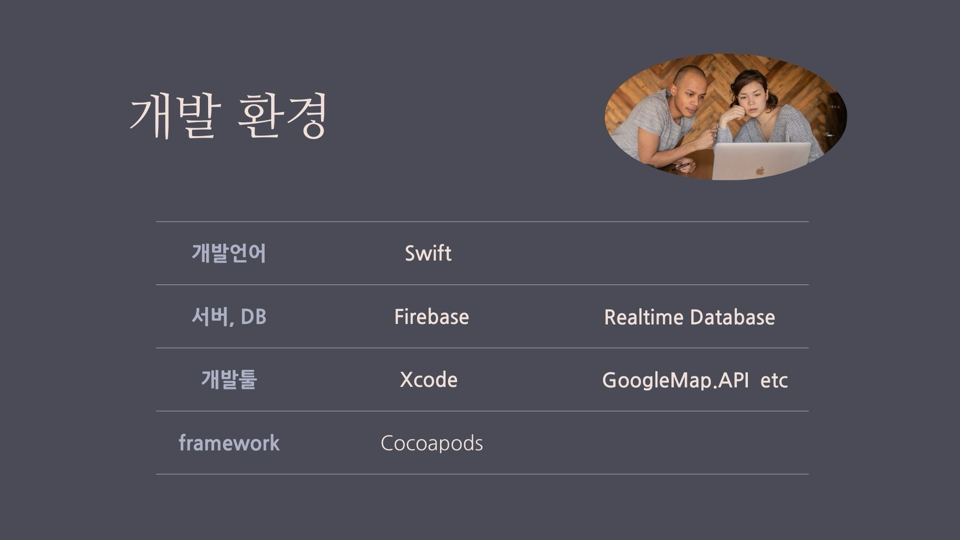 개발 환경
개발언어 Swift
서버, DB Firebase Realtime Database
개발툴 Xcode GoogleMap.API etc
framework Cocoapods